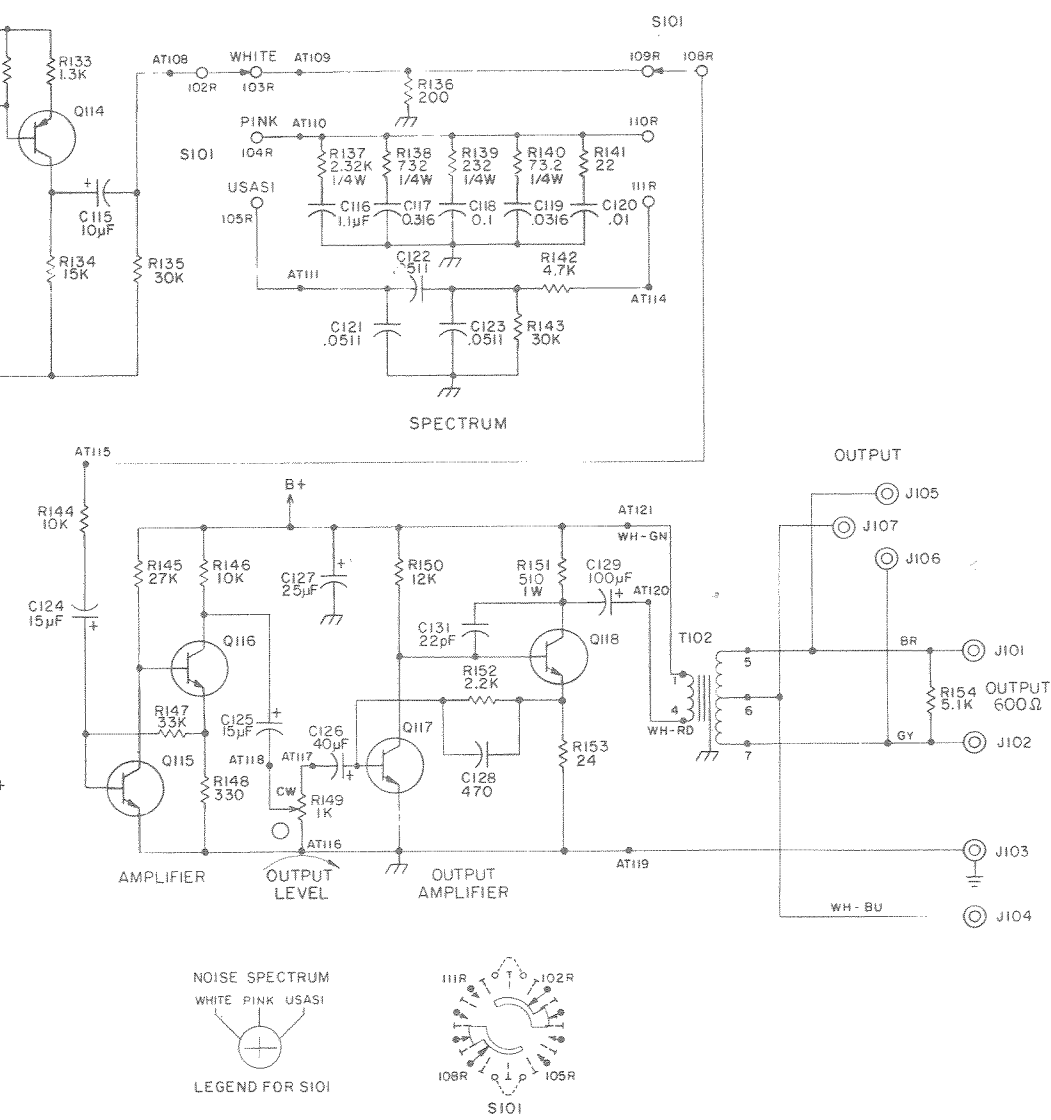 S101
R133
1.3K
AT108
WHITE
AT109
109R
108R
102R
103R
R136
200
Q114
PINK
AT110
110R
S101
104R
R137
2.32K
1/4W
R138
732
1/4W
R139
232
1/4W
R140
73.2
1/4W
R141
22
USASI
105R
111R
C116
1.1µF
C117
0.316
C118
0.1
C119
.0316
C120
.01
+
C115
10µF
R134
15K
R135
30K
AT111
C122
R142
4.7K
AT114
C121
.0511
C123
.0511
R143
30K
SPECTRUM
AT115
OUTPUT
B+
J105
J107
J106
R144
10K
AT121
WH-GN
R145
27K
R146
10K
C127
25µF
+
R150
12K
R151
510
1W
C129
100µF
+
AT120
C124
15µF
+
C131
22pF
Q116
Q118
T102
1
4
WH-RD
5
6
7
BR
J101
R154
5.1K
OUTPUT
600Ω
GY
J102
R152
2.2K
R147
33K
C125
15µF
+
C126
40µF
+
Q117
Q115
AT118
AT117
C128
470
R153
24
+
R148
330
CW
R149
1K
AT116
AT119
J103
AMPLIFIER
OUTPUT
LEVEL
OUTPUT
AMPLIFIER
WH-BU
J104
NOISE SPECTRUM
WHITE PINK USASI
LEGEND FOR S101
111R
102R
108R
105R
S101